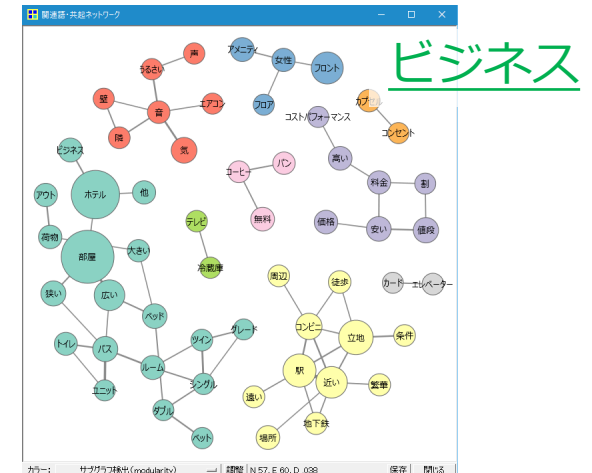 関連語・共起ネットワーク
ビジネス
声
うるさい
壁
音
エアコン
隣
気
アメニティ
女性
フロント
フロア
カプセル
コンセント
コストパフォーマンス
高い
料金
割
価格
安い
値段
コーヒー
パン
無料
ビジネス
アウト
ホテル
他
荷物
部屋
大きい
狭い
広い
ベッド
トイレ
バス
ユニット
ルーム
ツイン
グレード
シングル
ダブル
ペット
テレビ
冷蔵庫
周辺
徒歩
カード
エレベーター
コンビニ
立地
条件
駅
近い
遠い
繁華
地下鉄
場所
カラー： サブグラフ検出(modularity) 調整 N 57, E 60, D .038 保存 閉じる